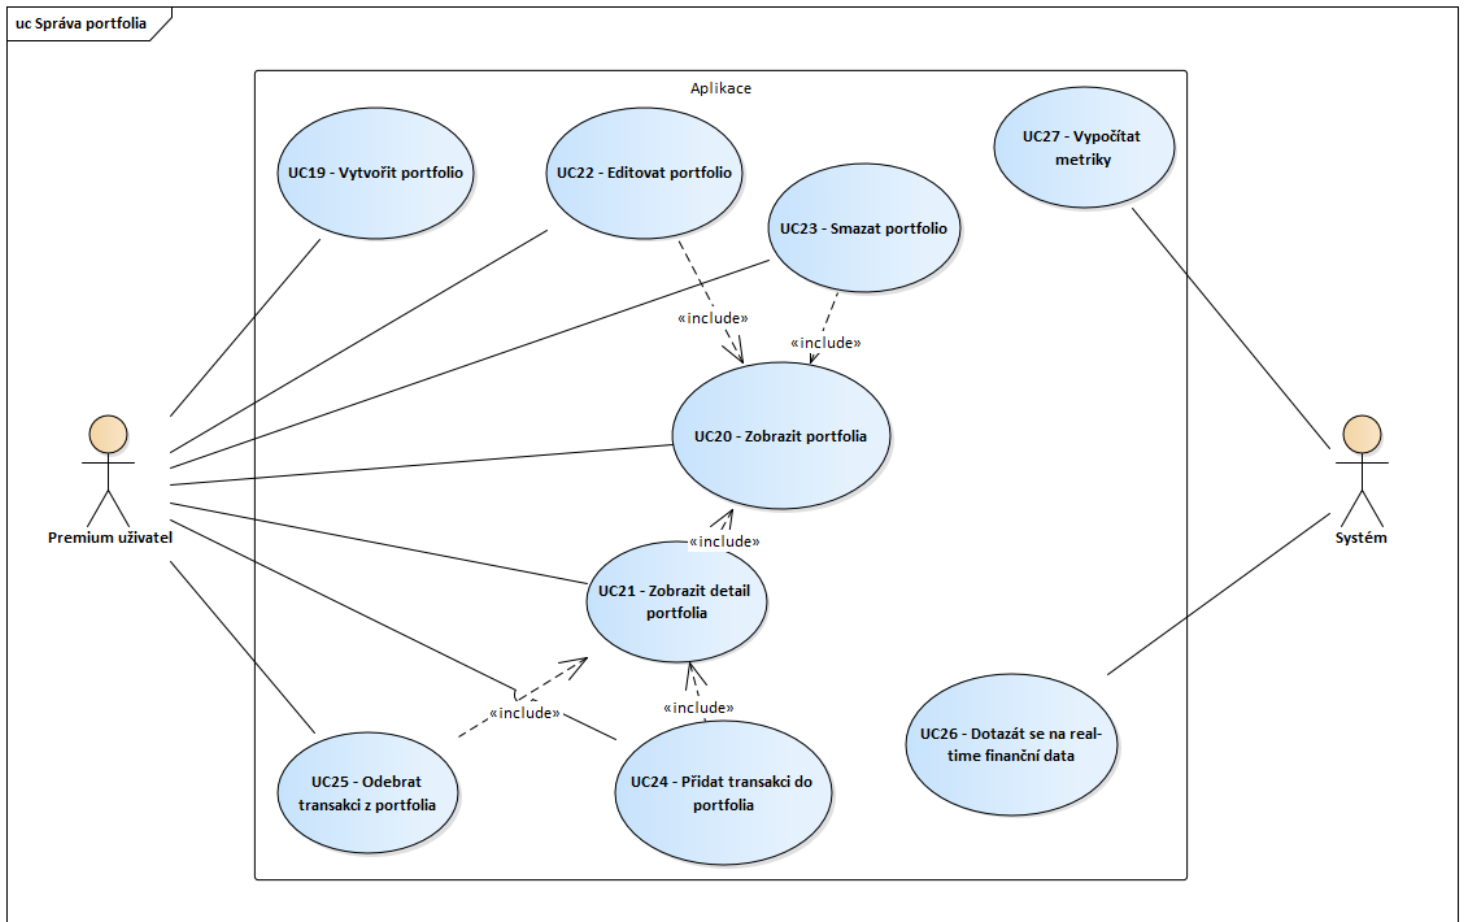 uc Správa portfolia
Aplikace
UC19 - Vytvořit portfolio
UC22 - Editovat portfolio
UC23 - Smazat portfolio
UC27 - Vypočítat
metriky
«include»
«include»
UC20 - Zobrazit portfolia
Premium uživatel
Systém
«include»
UC21 - Zobrazit detail
portfolia
«include»
«include»
UC25 - Odebrat
transakci z portfolia
UC24 - Přidat transakci do
portfolia
UC26 - Dotazát se na real-
time finanční data